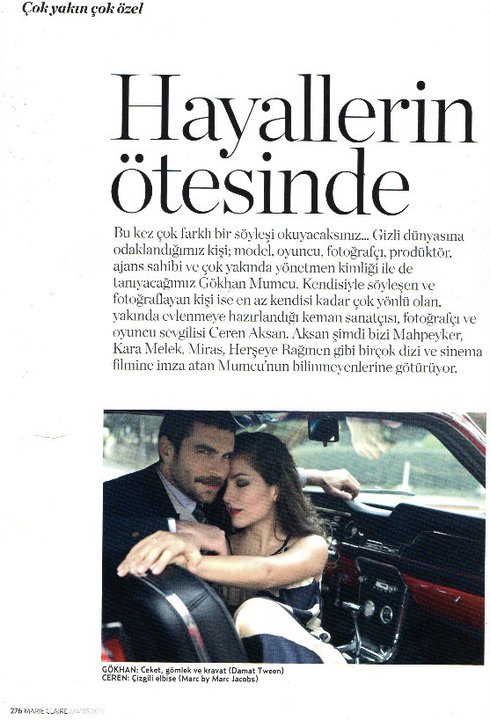 Çok yakın çok özel
Hayallerin
ötesinde
Bu kez çok farklı bir söyleşi okuyacaksınız... Gizli dünyasına
odaklandığımız kişi; model, oyuncu, fotoğrafçı, prodüktör,
ajans sahibi ve çok yakında yönetmen kimliği ile de
tanıyacağımız Gökhan Mumcu. Kendisiyle söyleşen ve
fotoğraflayan kişi ise en az kendisi kadar çok yönlü olan,
yakında evlenmeye hazırlandığı keman sanatçısı, fotoğrafçı ve
oyuncu sevgilisi Ceren Aksan. Aksan şimdi bizi Mahpeyker,
Kara Melek, Miras, Herşeye Rağmen gibi birçok dizi ve sinema
filmine imza atan Mumcu'nun bilinmeyenlerine götürüyor.
GÖKHAN: Ceket, gömlek ve kravat (Damat Tween)
CEREN: Çizgili elbise (Marc by Marc Jacobs)
276 MARIE CLAIRE